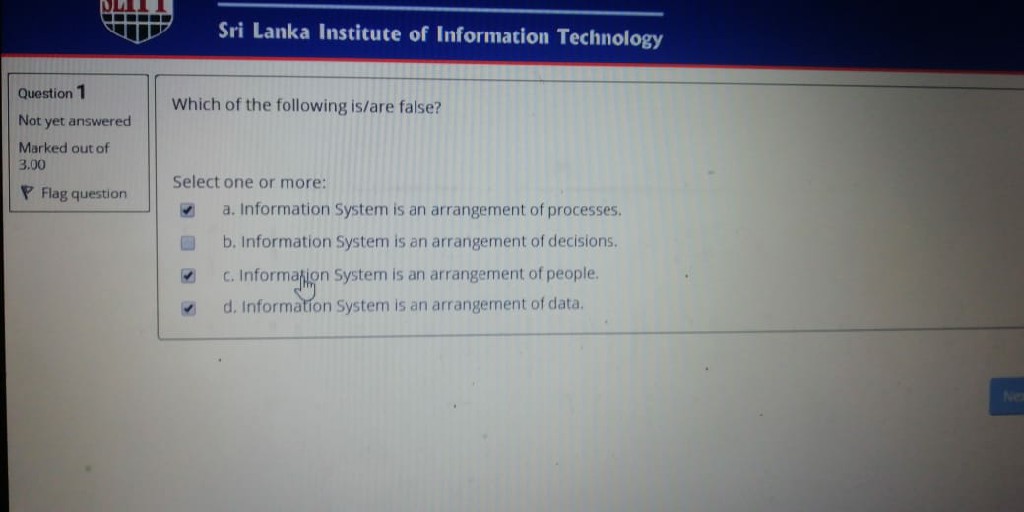 SLIIT
Sri Lanka Institute of Information Technology
Question 1
Not yet answered
Marked out of
3.00
Flag question
Which of the following is/are false?
Select one or more:
a. Information System is an arrangement of processes.
b. Information System is an arrangement of decisions.
c. Information System is an arrangement of people.
d. Information System is an arrangement of data.